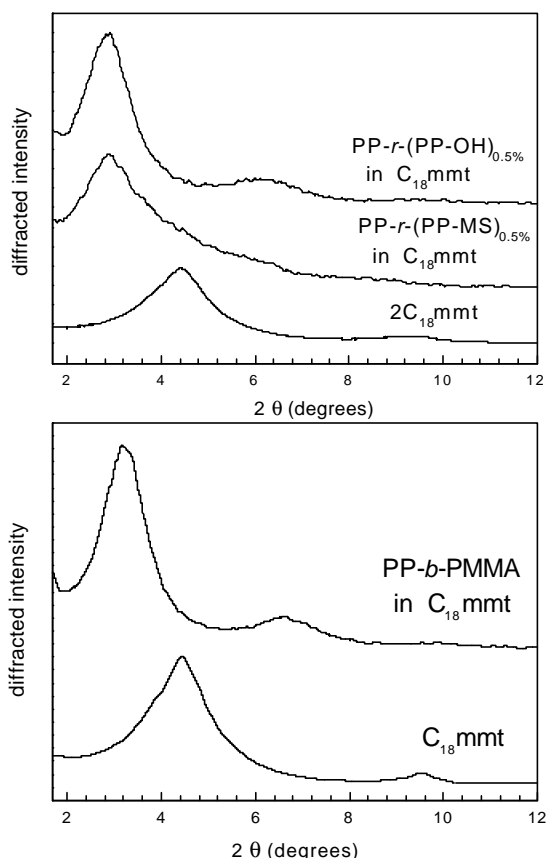 diffracted intensity
PP-r-(PP-OH)0.5%
in C18mmt
PP-r-(PP-MS)0.5%
in C18mmt
2C18mmt
2 4 6 8 10 12
2 θ (degrees)
diffracted intensity
PP-b-PMMA
in C18mmt
C18mmt
2 4 6 8 10 12
2 θ (degrees)